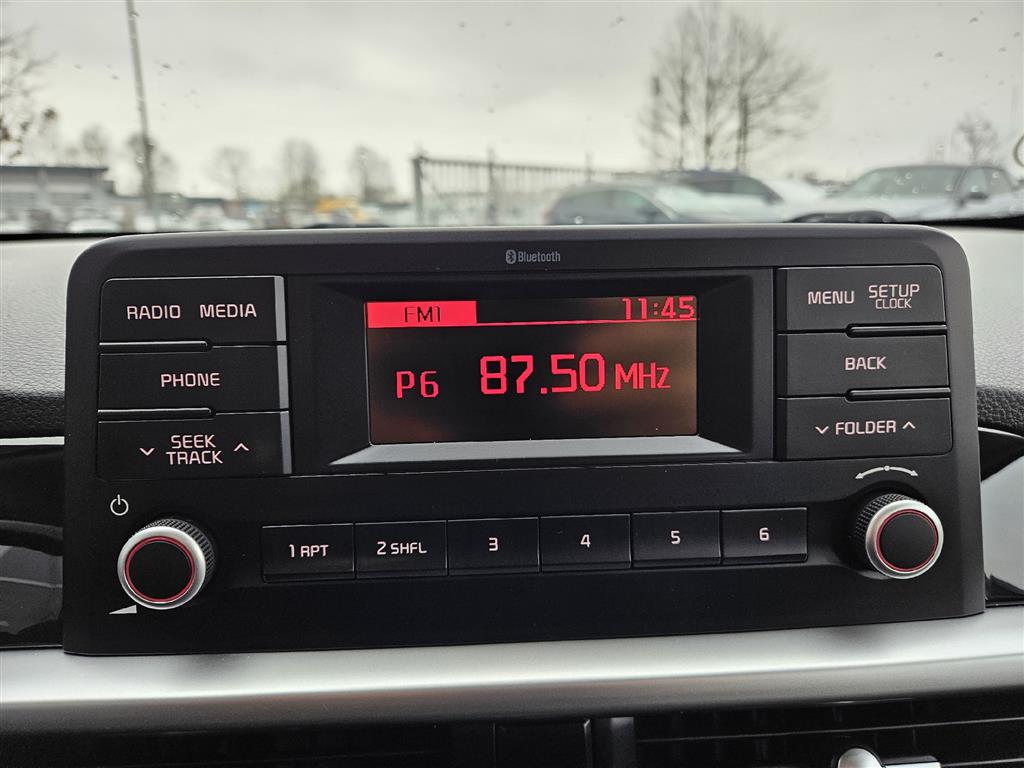 Bluetooth
RADIO MEDIA
PHONE
SEEK
TRACK
FM1 11:45
P6 87.50 MHz
MENU SETUP
CLOCK
BACK
FOLDER
1 RPT 2 SHFL 3 4 5 6